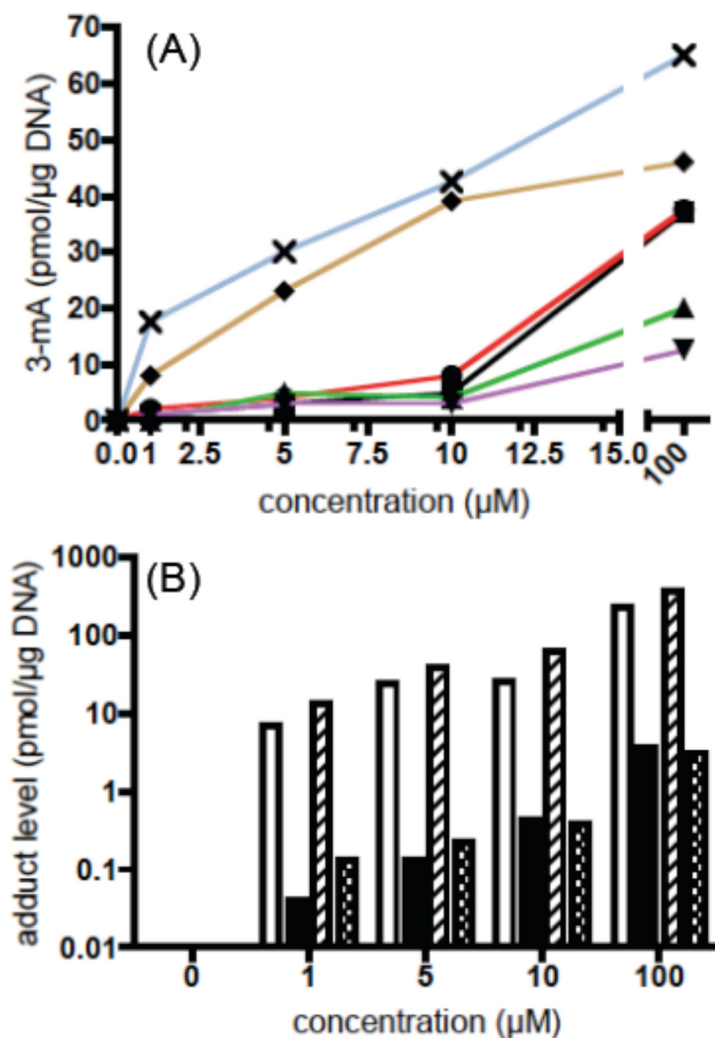 (A)
3-mA (pmol/µg DNA)
70
60
50
40
30
20
10
0
0.0 1 2.5 5 7.5 10 12.5 15.0 100
concentration (µM)
(B)
adduct level (pmol/µg DNA)
1000
100
10
1
0.1
0.01
0 1 5 10 100
concentration (µM)